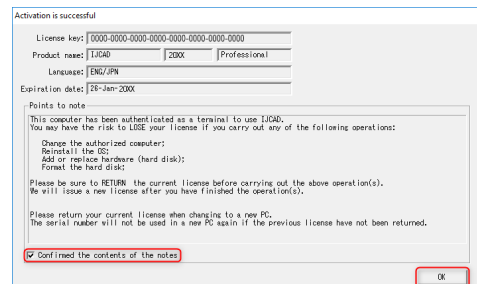 Activation is successful
License key: 0000-0000-0000-0000-0000-0000-0000-0000
Product name: IJCAD 20XX Professional
Language: ENG/JPN
Expiration date: 26-Jan-20XX
Points to note
This computer has been authenticated as a terminal to use IJCAD.
You may have the risk to LOSE your license if you carry out any of the following operations:
Change the authorized computer;
Reinstall the OS;
Add or replace hardware (hard disk);
Format the hard disk;
Please be sure to RETURN the current license before carrying out the above operation(s).
We will issue a new license after you have finished the operation(s).
Please return your current license when changing to a new PC.
The serial number will not be used in a new PC again if the previous license have not been returned.
Confirmed the contents of the notes
OK